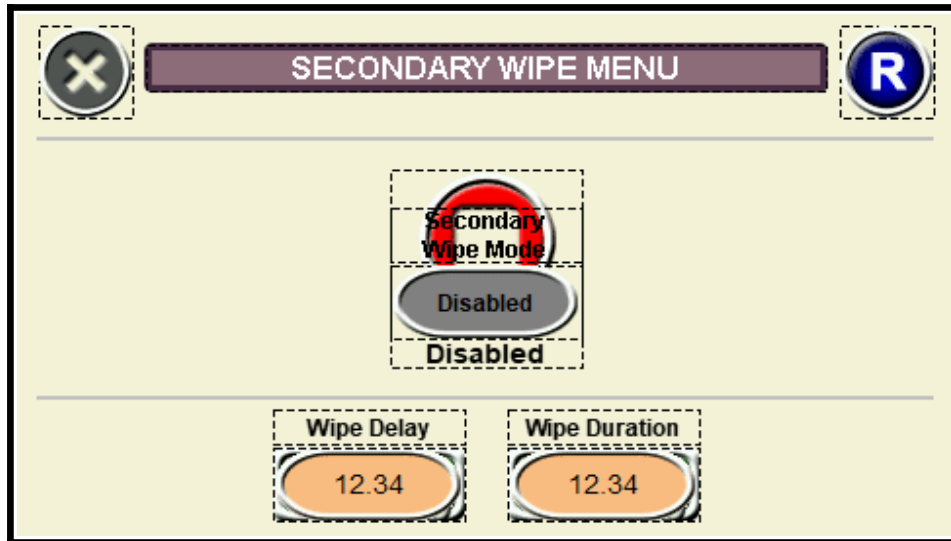 SECONDARY WIPE MENU
R
Secondary
Wipe Mode
Disabled
Disabled
Wipe Delay
Wipe Duration
12.34
12.34